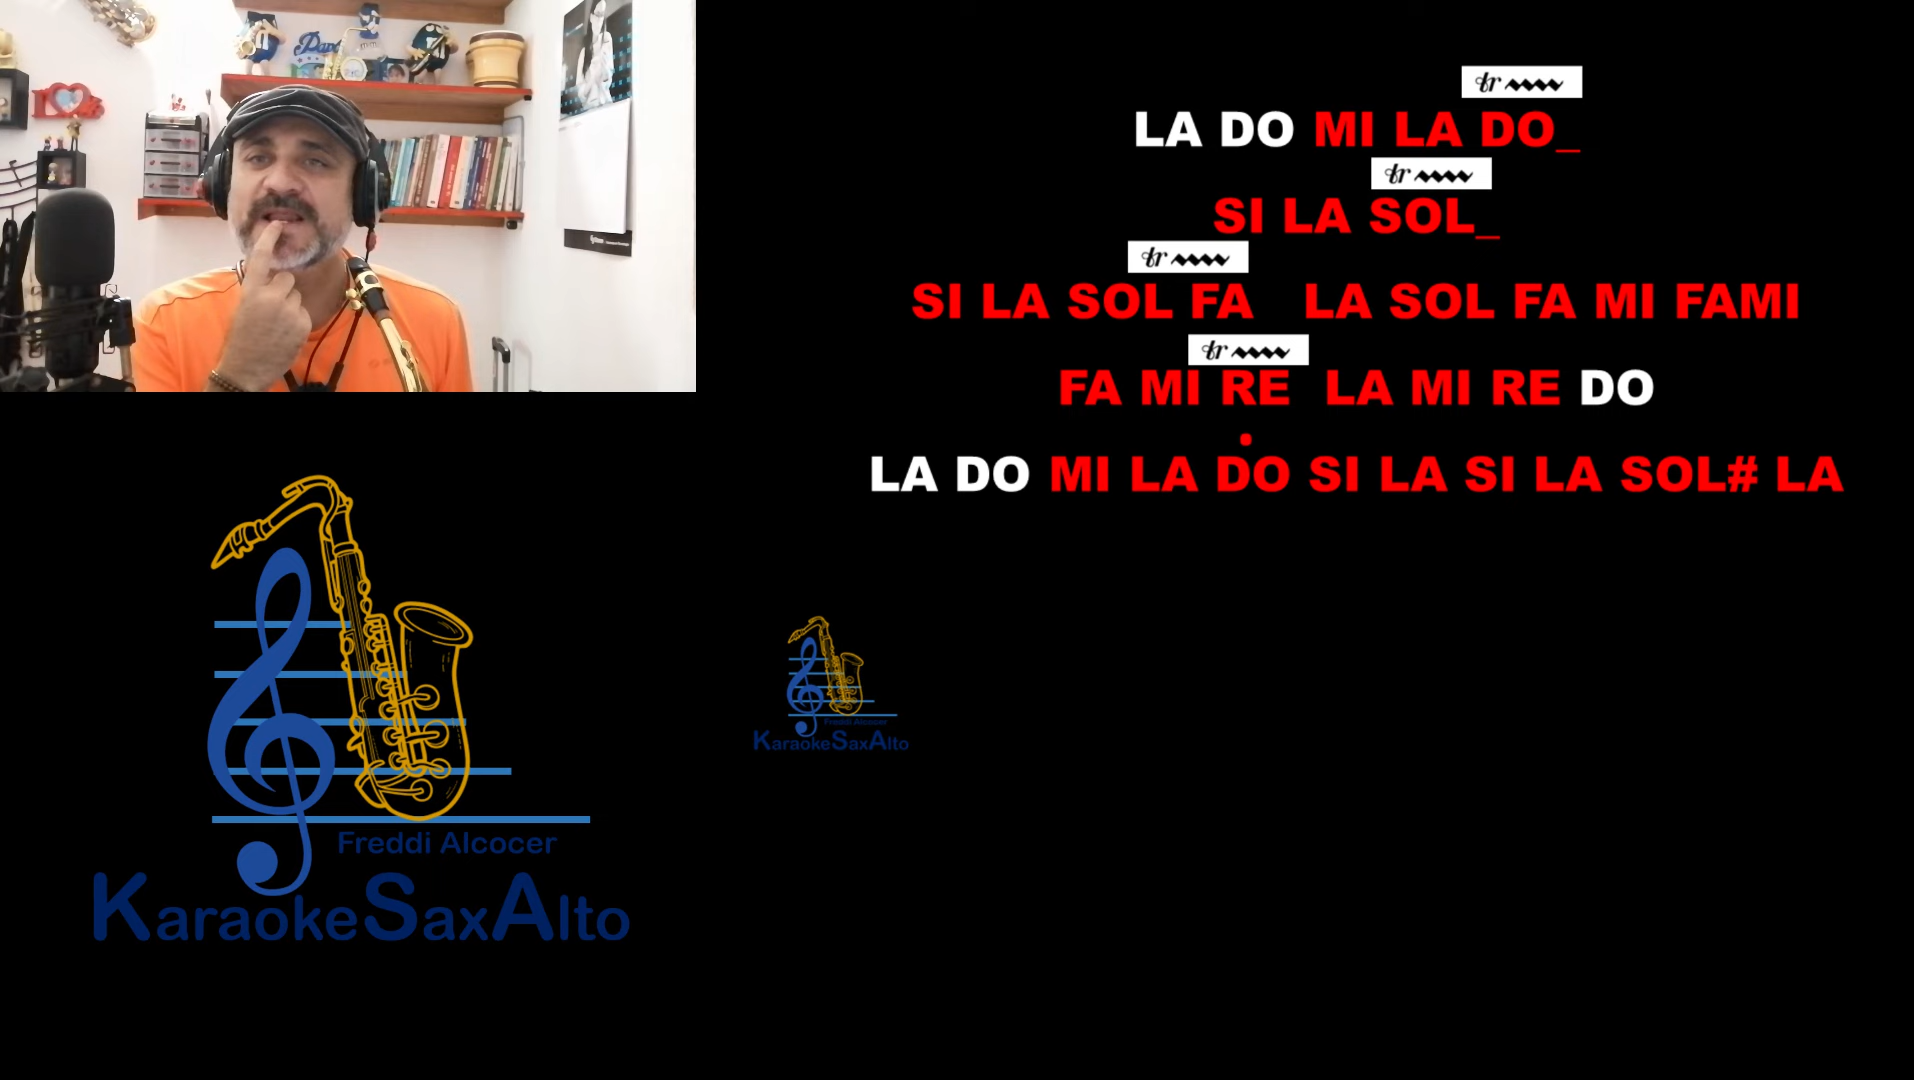 tr
LA DO MI LA DO_
tr
SI LA SOL_
tr
SI LA SOL FA LA SOL FA MI FAMI
tr
FA MI RE LA MI RE DO
LA DO MI LA DO SI LA SI LA SOL# LA
Freddi Alcocer
KaraokeSaxAlto
Freddi Alcocer
KaraokeSaxAlto